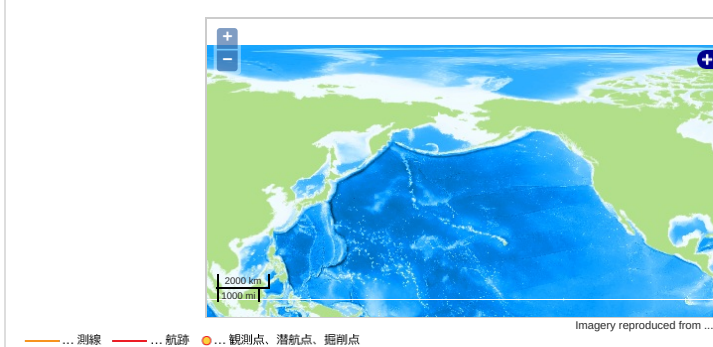 +
−
+
2000 km
1000 mi
Imagery reproduced from ...
... 測線 ... 航跡 ... 観測点、潜航点、掘削点